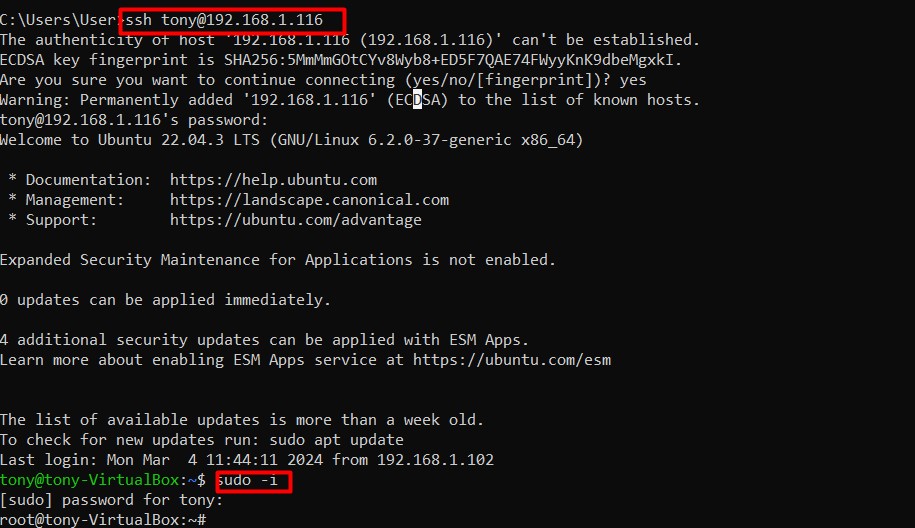 C:\Users\User>ssh tony@192.168.1.116
The authenticity of host '192.168.1.116 (192.168.1.116)' can't be established.
ECDSA key fingerprint is SHA256:5MmMmGOtCYv8Wyb8+ED5F7QAE74FWyyKnK9dbeMgxkI.
Are you sure you want to continue connecting (yes/no/[fingerprint])? yes
Warning: Permanently added '192.168.1.116' (ECDSA) to the list of known hosts.
tony@192.168.1.116's password:
Welcome to Ubuntu 22.04.3 LTS (GNU/Linux 6.2.0-37-generic x86_64)
* Documentation:  https://help.ubuntu.com
* Management:     https://landscape.canonical.com
* Support:        https://ubuntu.com/advantage
Expanded Security Maintenance for Applications is not enabled.
0 updates can be applied immediately.
4 additional security updates can be applied with ESM Apps.
Learn more about enabling ESM Apps service at https://ubuntu.com/esm
The list of available updates is more than a week old.
To check for new updates run: sudo apt update
Last login: Mon Mar  4 11:44:11 2024 from 192.168.1.102
tony@tony-VirtualBox:~$ sudo -i
[sudo] password for tony:
root@tony-VirtualBox:~#